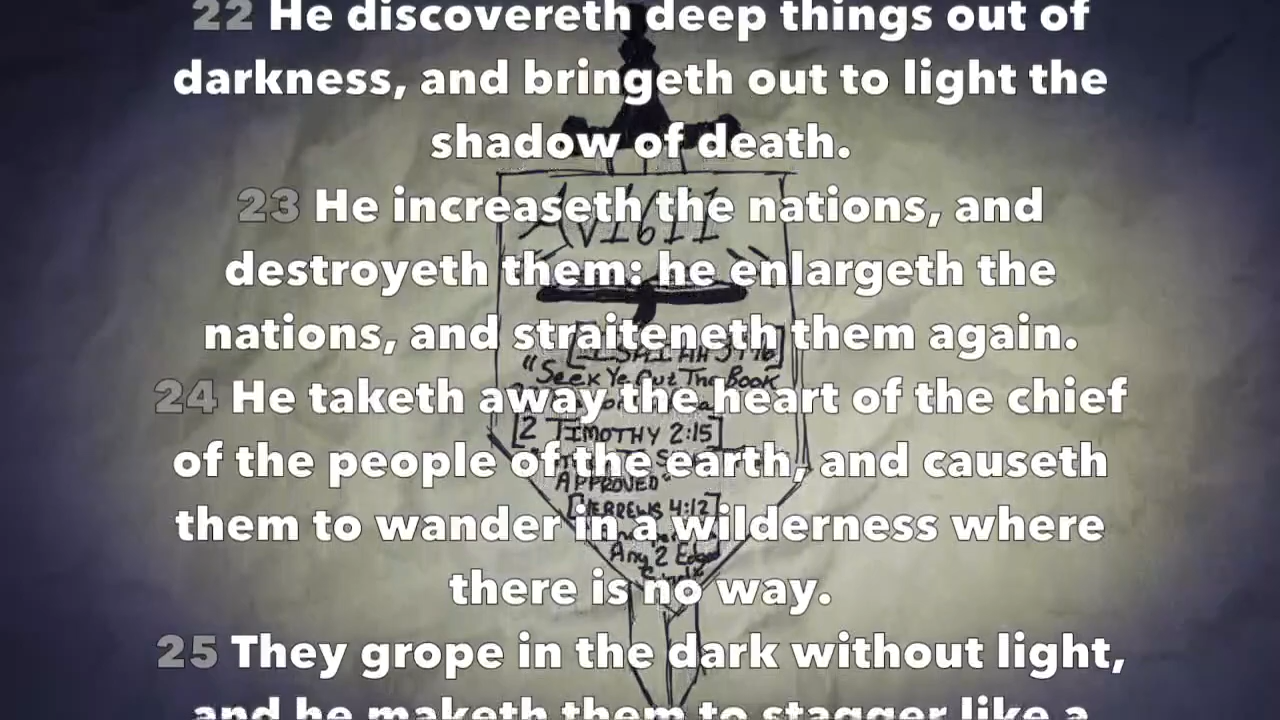 22 He discovereth deep things out of
darkness, and bringeth out to light the
shadow of death.
23 He increaseth the nations, and
destroyeth them: he enlargeth the
nations, and straiteneth them again.
24 He taketh away the heart of the chief
of the people of the earth, and causeth
them to wander in a wilderness where
there is no way.
25 They grope in the dark without light,
and he maketh them to stagger like a
AV1611
"Seek Ye Out The Book
[2 TIMOTHY 2:15]
APPROVED"
[HEBREWS 4:12]
Any 2 Edged